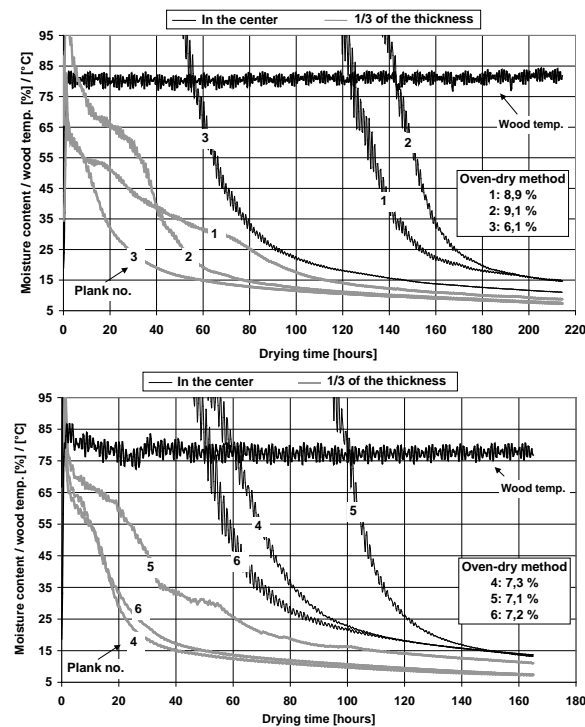 In the center 1/3 of the thickness
Moisture content / wood temp. [%] / [°C]
95
85
75
65
55
45
35
25
15
5
Wood temp.
3
2
1
Oven-dry method
1: 8,9 %
2: 9,1 %
3: 6,1 %
1
3
2
Plank no.
0 20 40 60 80 100 120 140 160 180 200 220
Drying time [hours]
In the center 1/3 of the thickness
Moisture content / wood temp. [%] / [°C]
95
85
75
65
55
45
35
25
15
5
Wood temp.
5
4
6
5
Oven-dry method
4: 7,3 %
5: 7,1 %
6: 7,2 %
6
4
Plank no.
0 20 40 60 80 100 120 140 160 180
Drying time [hours]